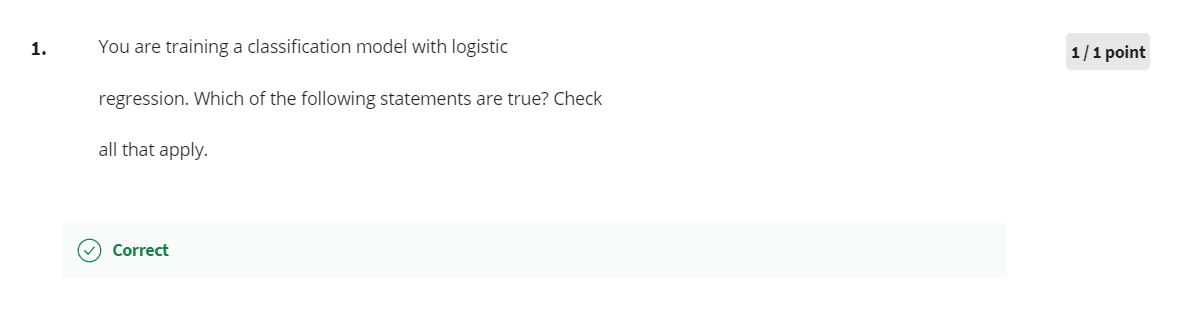 1. You are training a classification model with logistic
1 / 1 point
regression. Which of the following statements are true? Check
all that apply.
Correct